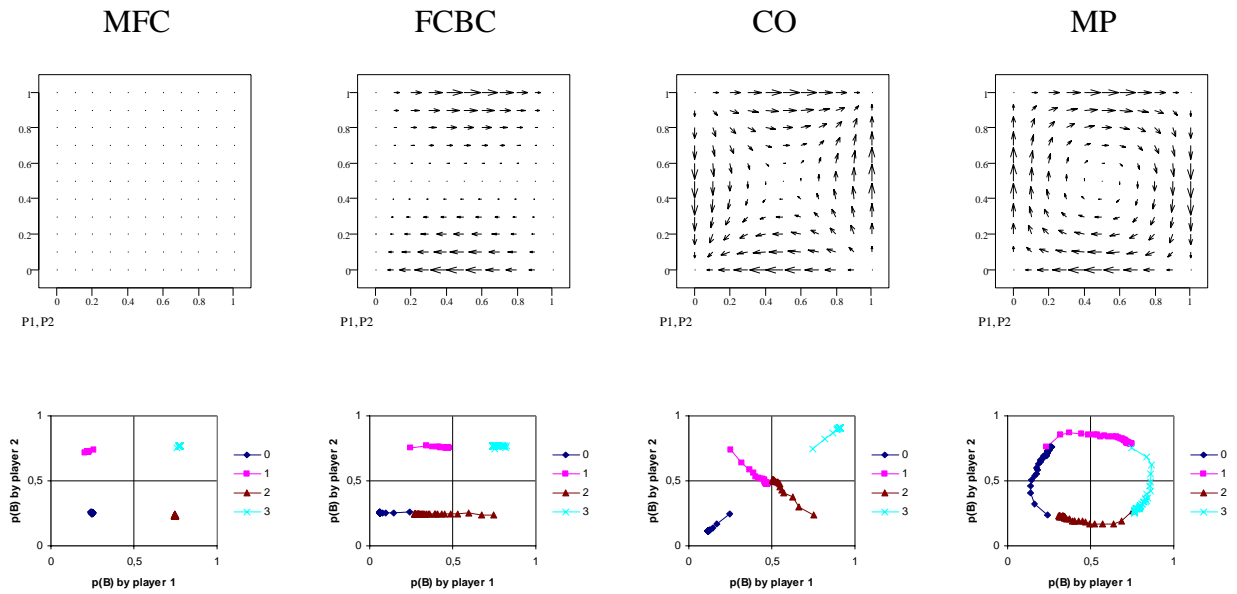 MFC FCBC CO MP
1 1 1 1
0.8 0.8 0.8 0.8
0.6 0.6 0.6 0.6
0.4 0.4 0.4 0.4
0.2 0.2 0.2 0.2
0 0 0 0
0 0.2 0.4 0.6 0.8 1 0 0.2 0.4 0.6 0.8 1 0 0.2 0.4 0.6 0.8 1 0 0.2 0.4 0.6 0.8 1
P1, P2 P1, P2 P1, P2 P1, P2
p(B) by player 2
1
0,5
0
0 0,5 1
p(B) by player 1
0
1
2
3
p(B) by player 2
1
0,5
0
0 0,5 1
p(B) by player 1
0
1
2
3
p(B) by player 2
1
0,5
0
0 0,5 1
p(B) by player 1
0
1
2
3
p(B) by player 2
1
0,5
0
0 0,5 1
p(B) by player 1
0
1
2
3